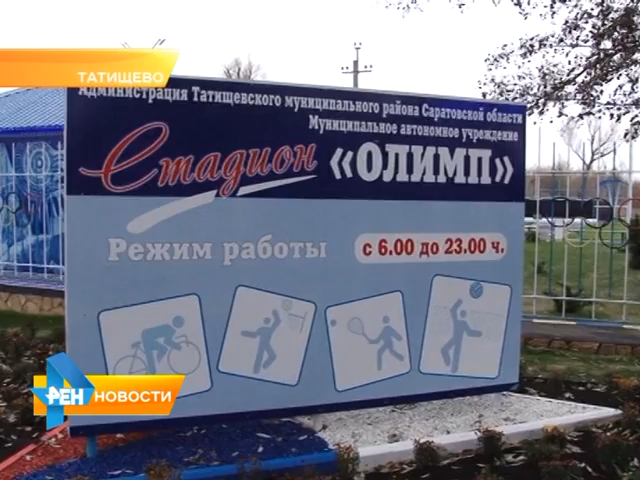 ТАТИЩЕВО
Администрация Татищевского муниципального района Саратовской области
Муниципальное автономное учреждение
Стадион «ОЛИМП»
Режим работы с 6.00 до 23.00 ч.
РЕН НОВОСТИ